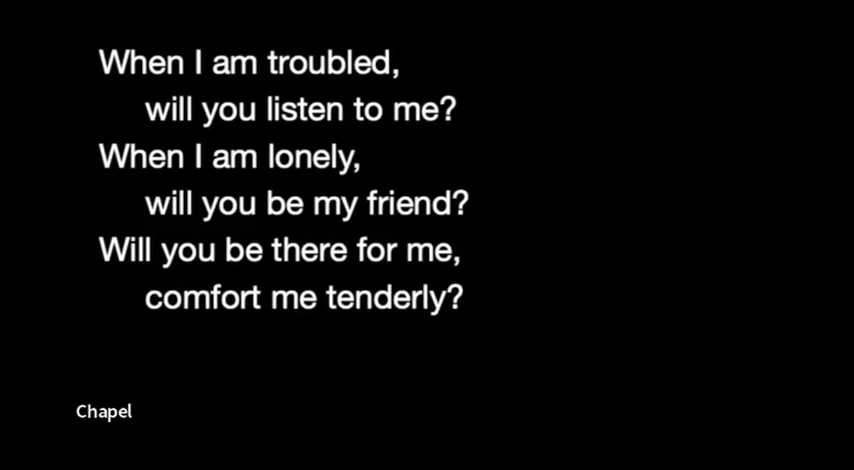 When I am troubled,
will you listen to me?
When I am lonely,
will you be my friend?
Will you be there for me,
comfort me tenderly?
Chapel